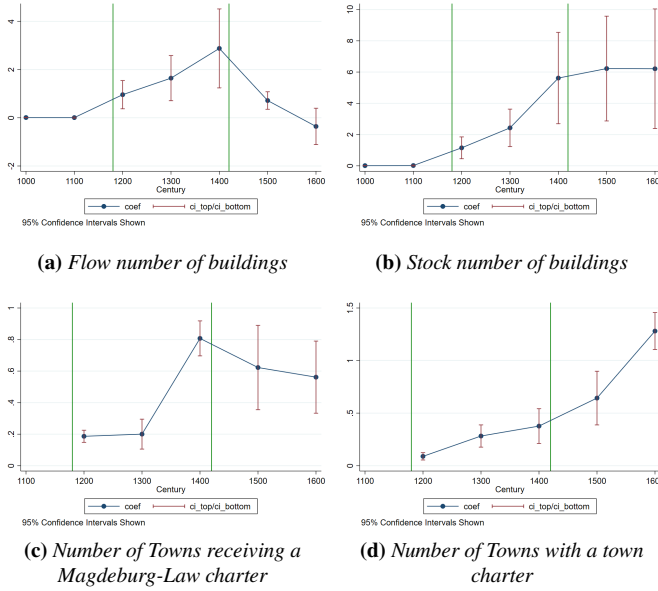 4
2
0
-2
1000 1100 1200 1300 1400 1500 1600
Century
coef ci_top/ci_bottom
95% Confidence Intervals Shown
(a) Flow number of buildings
10
8
6
4
2
0
1000 1100 1200 1300 1400 1500 1600
Century
coef ci_top/ci_bottom
95% Confidence Intervals Shown
(b) Stock number of buildings
1
.8
.6
.4
.2
0
1100 1200 1300 1400 1500 1600
Century
coef ci_top/ci_bottom
95% Confidence Intervals Shown
(c) Number of Towns receiving a
Magdeburg-Law charter
1.5
1
.5
0
1100 1200 1300 1400 1500 1600
Century
coef ci_top/ci_bottom
95% Confidence Intervals Shown
(d) Number of Towns with a town
charter